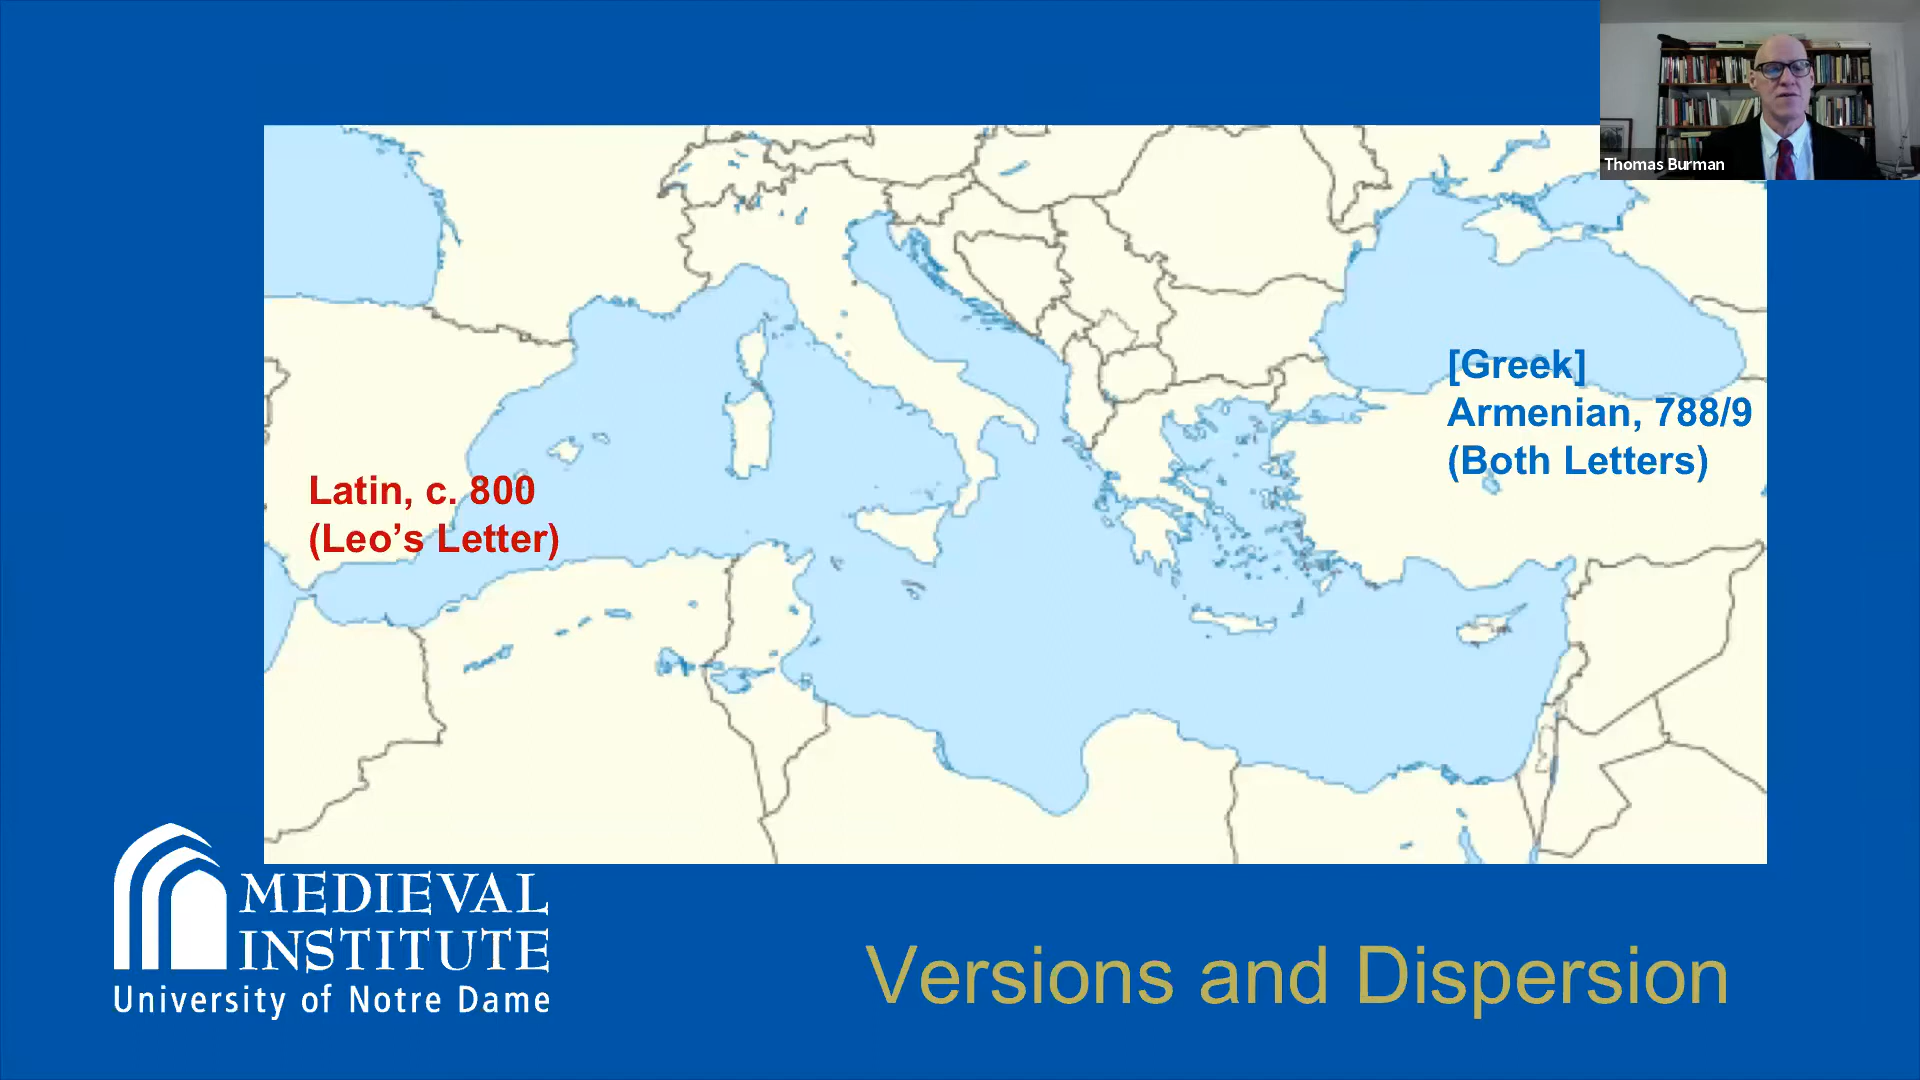 Thomas Burman
[Greek]
Armenian, 788/9
(Both Letters)
Latin, c. 800
(Leo’s Letter)
MEDIEVAL
INSTITUTE
University of Notre Dame
Versions and Dispersion